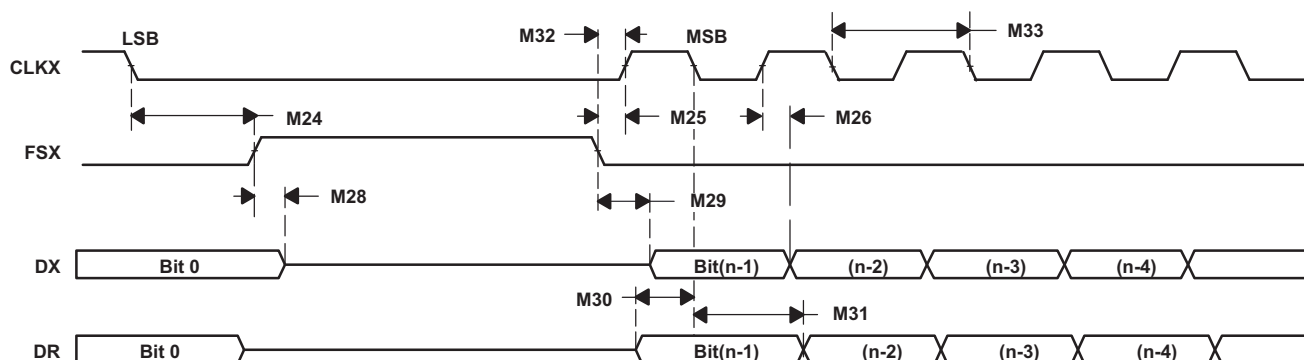 LSB
M32
MSB
M33
CLKX
M24
M25
M26
FSX
M28
M29
DX
Bit 0
Bit(n-1)
(n-2)
(n-3)
(n-4)
M30
M31
DR
Bit 0
Bit(n-1)
(n-2)
(n-3)
(n-4)